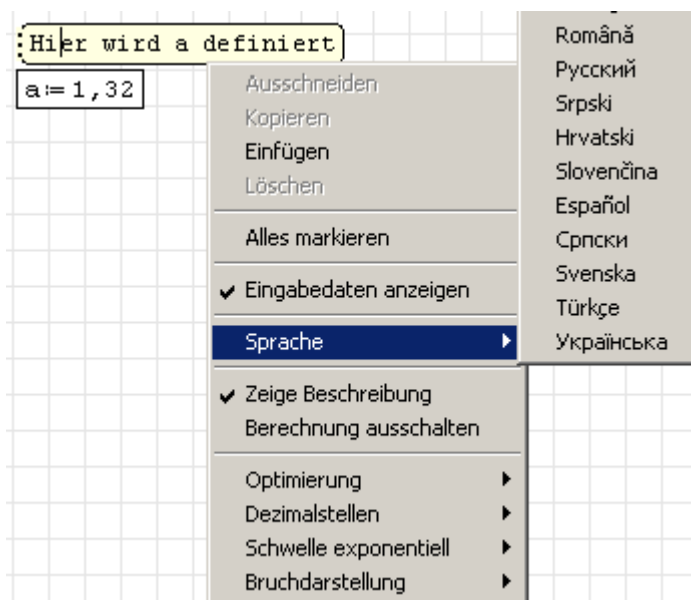 Hier wird a definiert
a:=1,32
Ausschneiden
Kopieren
Einfügen
Löschen
Alles markieren
Eingabedaten anzeigen
Sprache
Zeige Beschreibung
Berechnung ausschalten
Optimierung
Dezimalstellen
Schwelle exponentiell
Bruchdarstellung
Română
Русский
Srpski
Hrvatski
Slovenčina
Español
Српски
Svenska
Türkçe
Українська